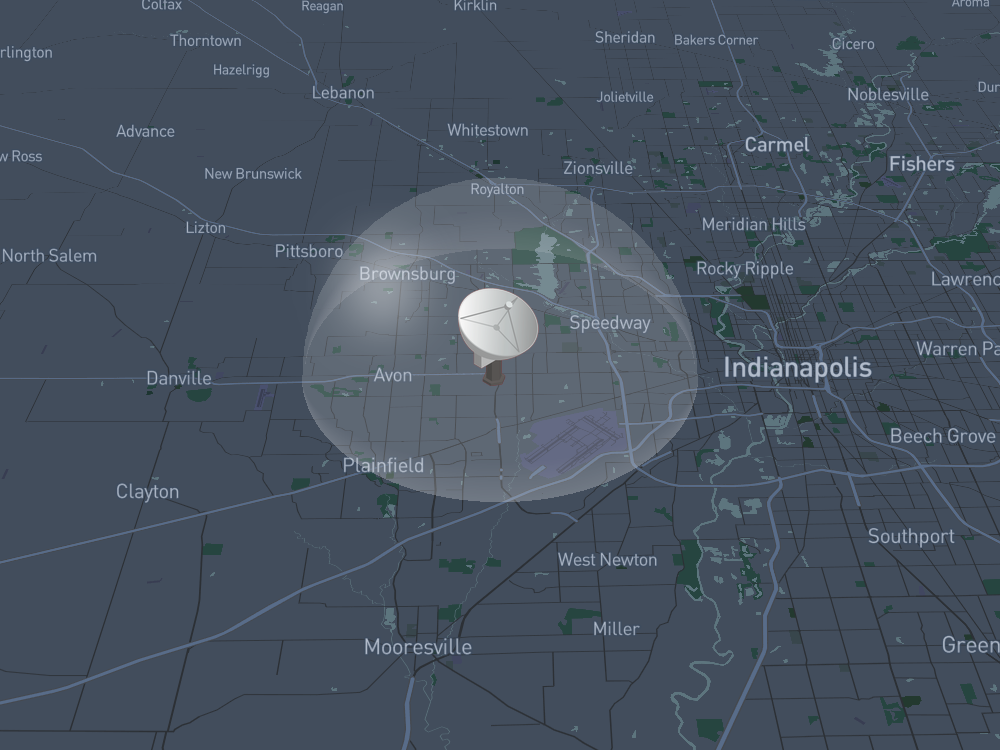 Colfax
Reagan
Kirklin
Aroma
Thorntown
Sheridan
Bakers Corner
Cicero
rlington
Hazelrigg
Lebanon
Jolietville
Noblesville
Dur
Advance
Whitestown
Carmel
w Ross
New Brunswick
Zionsville
Fishers
Royalton
Lizton
Meridian Hills
North Salem
Pittsboro
Brownsburg
Rocky Ripple
Lawrenc
Speedway
Warren Pa
Danville
Avon
Indianapolis
Beech Grove
Plainfield
Clayton
Southport
West Newton
Miller
Mooresville
Green